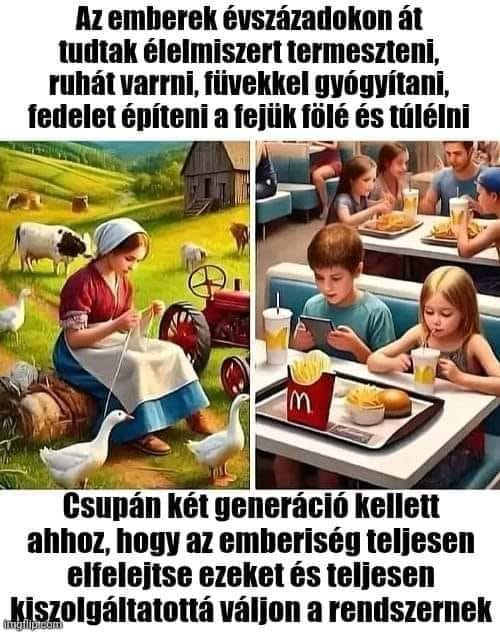 Az emberek évszázadokon át
tudtak élelmiszert termeszteni,
ruhát varrni, füvekkel gyógyítani,
fedelet építeni a fejük fölé és túlélni
m
Csupán két generáció kellett
ahhoz, hogy az emberiség teljesen
elfelejtse ezeket és teljesen
kiszolgáltatottá váljon a rendszernek
imgflip.com